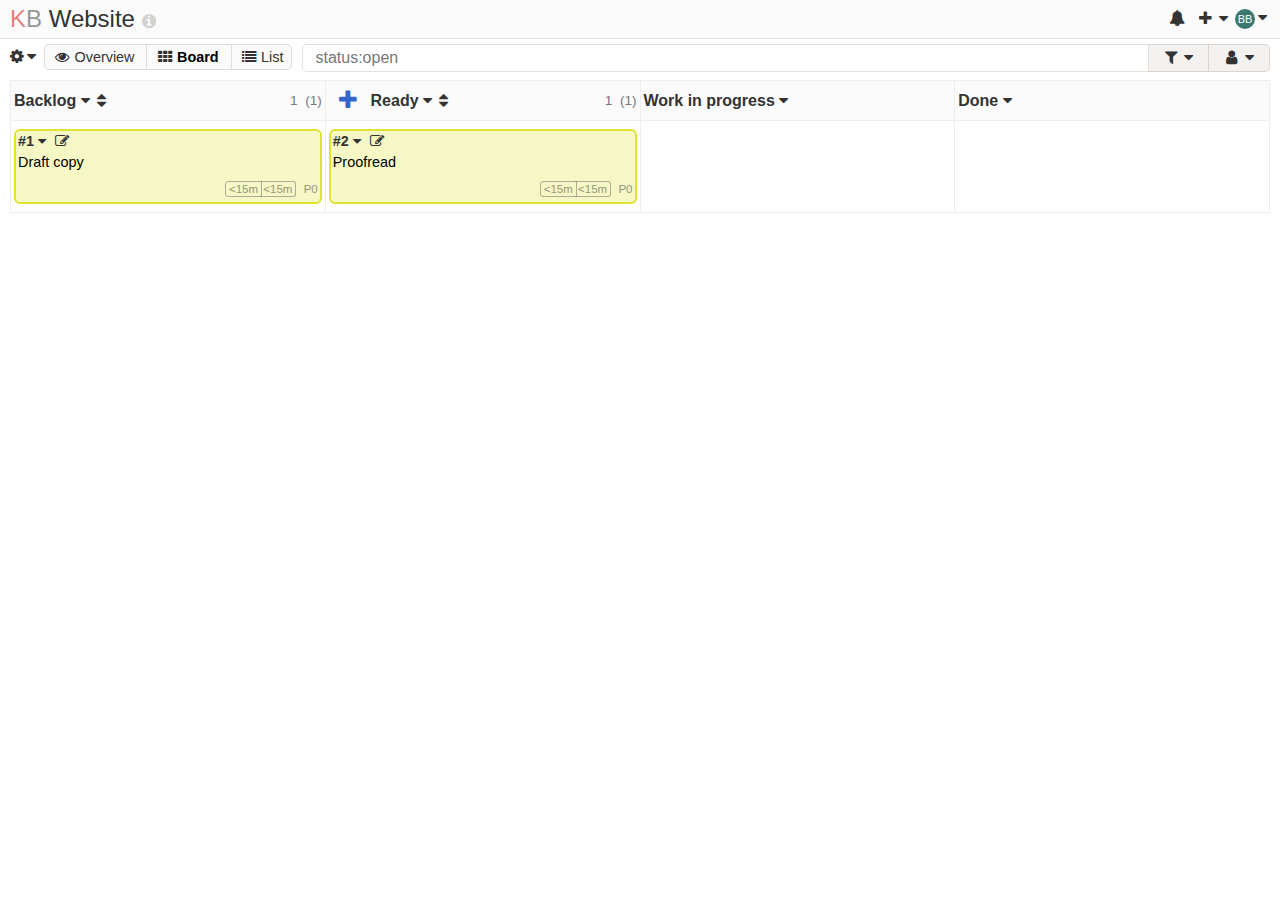 KB Website
BB
Overview Board List status:open
Backlog 1 (1) Ready 1 (1) Work in progress Done
#1 #2
Draft copy Proofread
<15m <15m P0 <15m <15m P0